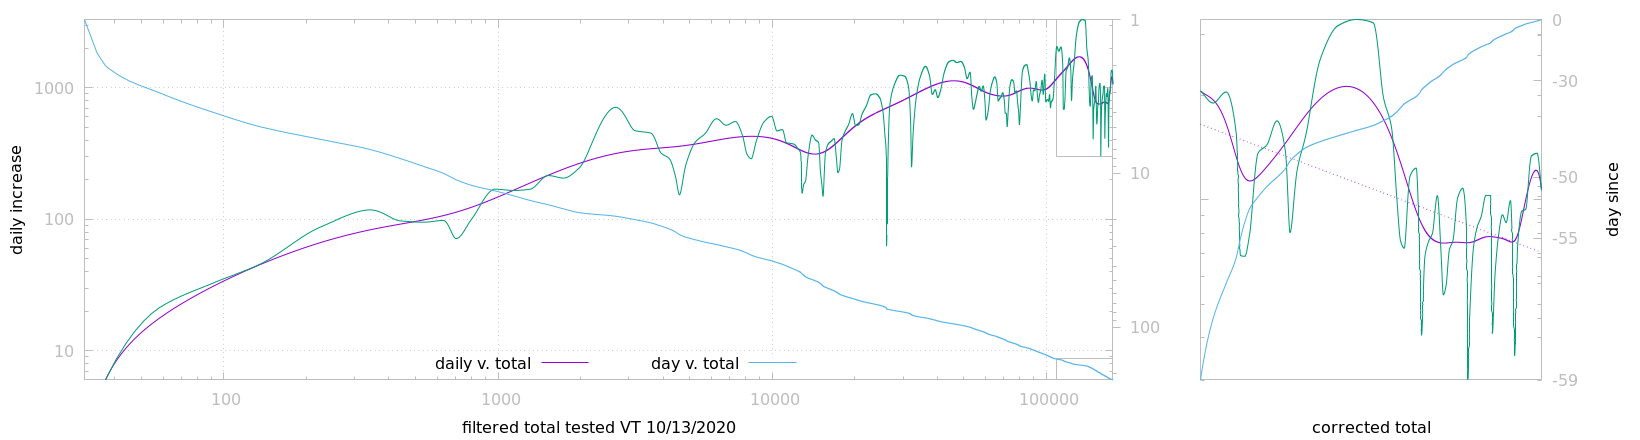 1000
100
10
daily increase
daily v. total
day v. total
100
1000
10000
100000
filtered total tested VT 10/13/2020
1
10
100
0
-30
-50
-55
-59
day since
corrected total